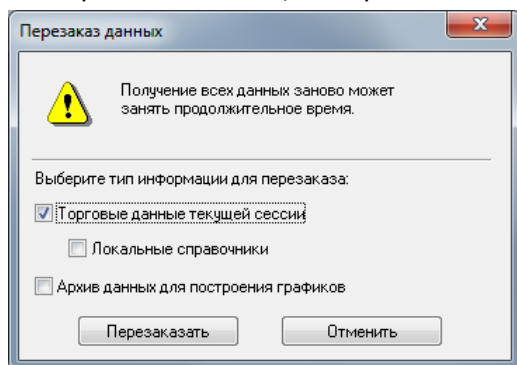 Перезаказ данных
Получение всех данных заново может
занять продолжительное время.
Выберите тип информации для перезаказа:
Торговые данные текущей сессии
Локальные справочники
Архив данных для построения графиков
Перезаказать Отменить